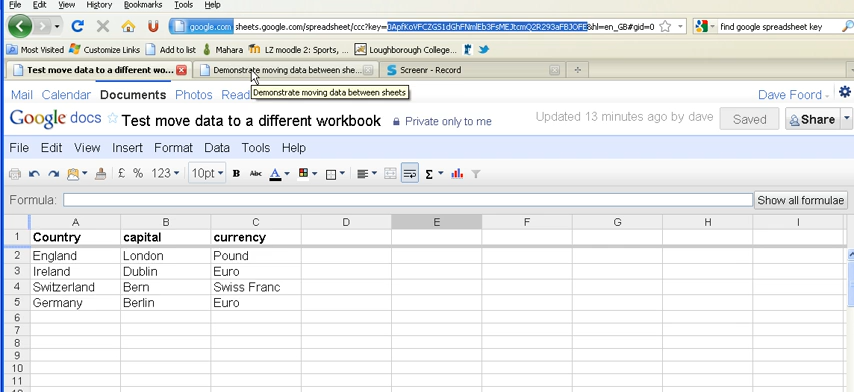 File Edit View History Bookmarks Tools Help
google.com sheets.google.com/spreadsheet/ccc?key= &hl=en_GB#gid=0 find google spreadsheet key
Most Visited Customize Links Add to list Mahara LZ moodle 2: Sports, ... Loughborough College...
Test move data to a different wo... Demonstrate moving data between she... Screenr - Record
Demonstrate moving data between sheets
Mail Calendar Documents Photos Dave Foord
Google docs Test move data to a different workbook Private only to me Updated 13 minutes ago by dave Saved Share
File Edit View Insert Format Data Tools Help
£ % 123 10pt B Abc A Σ
Formula: Show all formulae
A B C D E F G H I
1 Country capital currency
2 England London Pound
3 Ireland Dublin Euro
4 Switzerland Bern Swiss Franc
5 Germany Berlin Euro
6
7
8
9
10
11